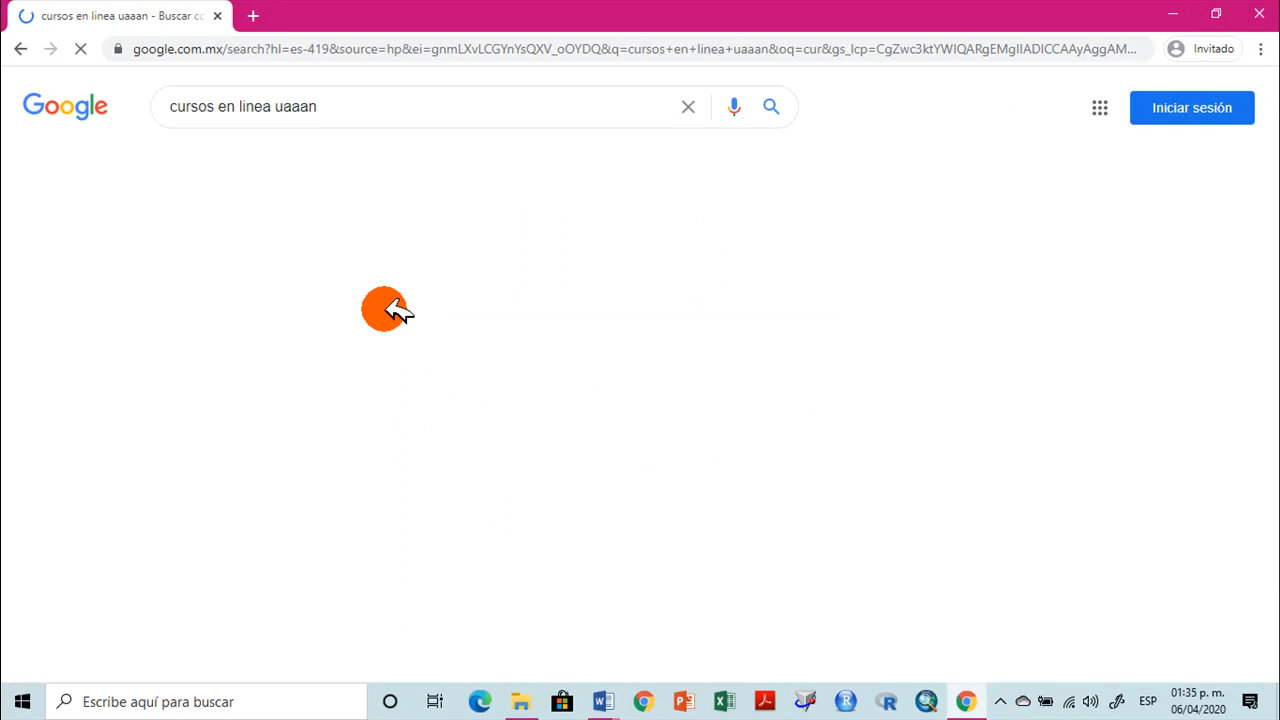 cursos en linea uaaan - Buscar co
google.com.mx/search?hl=es-419&source=hp&ei=gnmLXvLCGYnYsQXV_oOYDQ&q=cursos+en+linea+uaaan&oq=cur&gs_lcp=CgZwc3ktYWIQARgEMgIIADICCAAyAggAM...
Invitado
Google
cursos en linea uaaan
Iniciar sesión
Escribe aquí para buscar
ESP
01:35 p. m.
06/04/2020